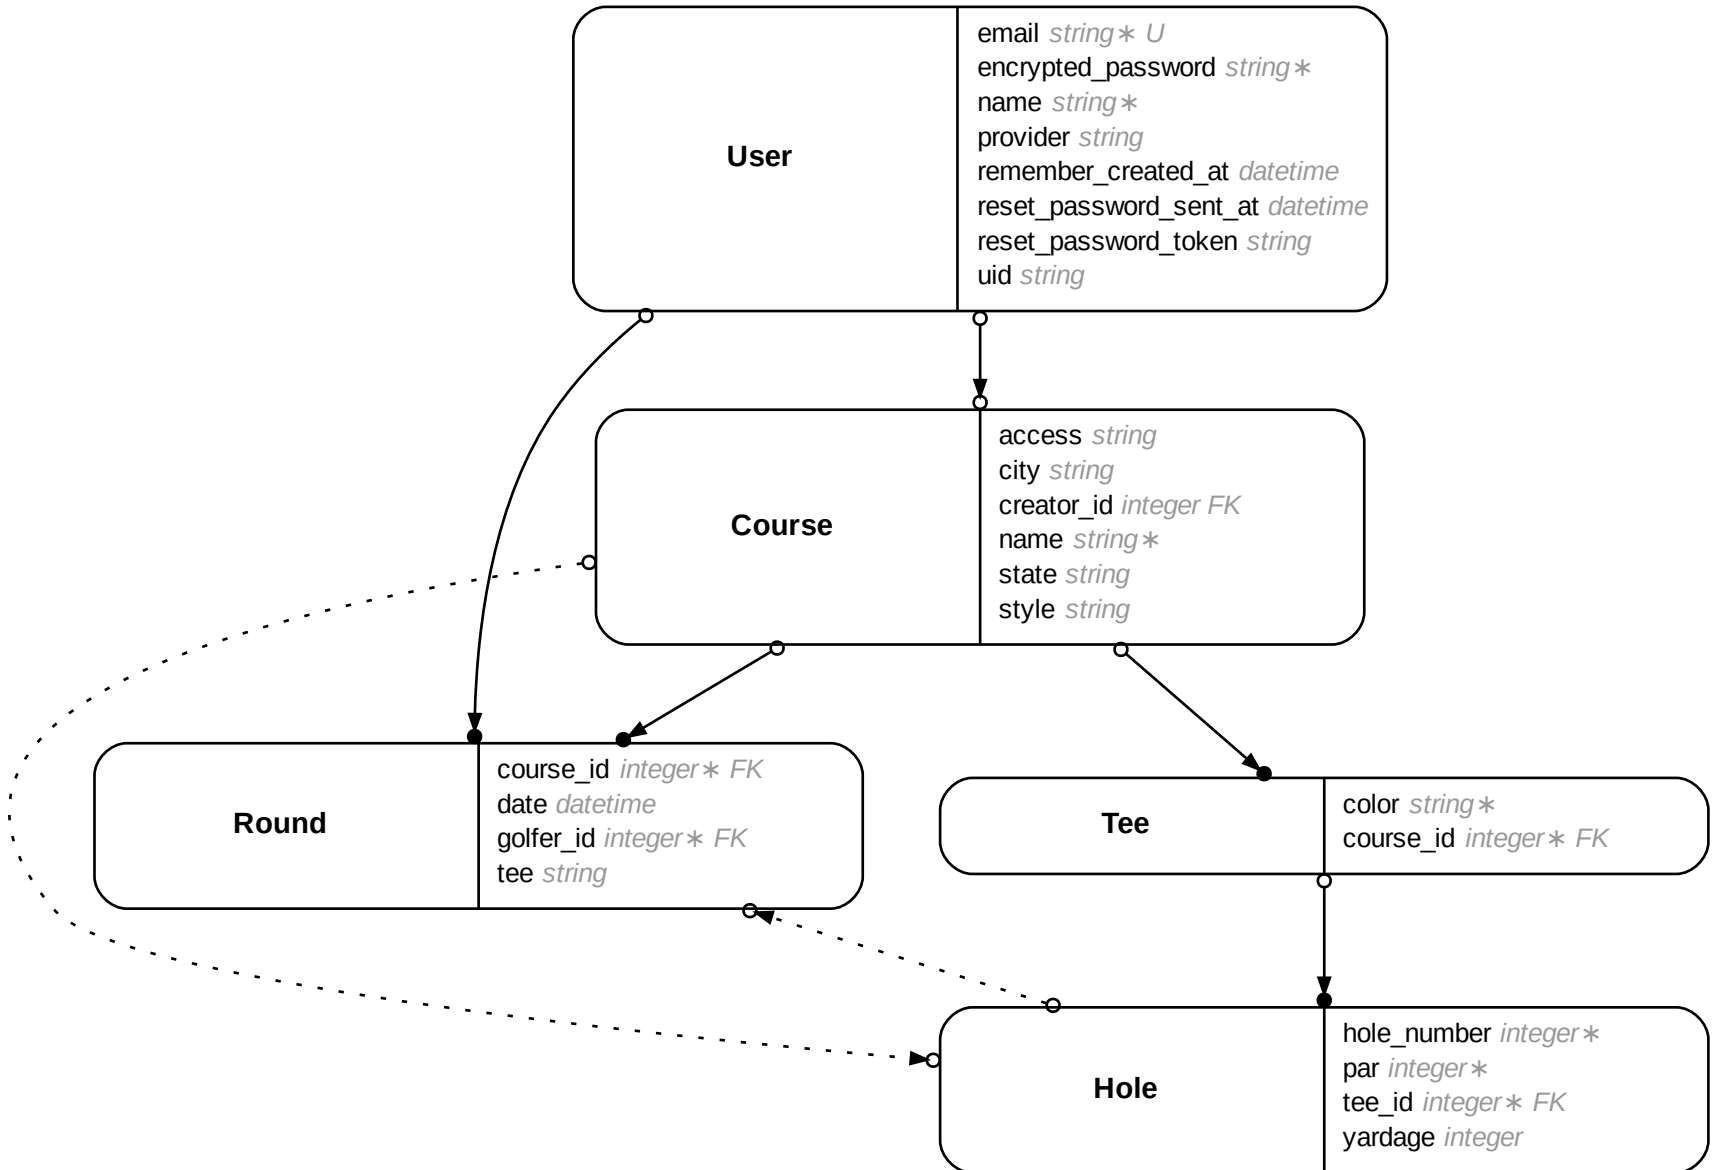 User
email string∗ U
encrypted_password string∗
name string∗
provider string
remember_created_at datetime
reset_password_sent_at datetime
reset_password_token string
uid string
Course
access string
city string
creator_id integer FK
name string∗
state string
style string
Round
course_id integer∗ FK
date datetime
golfer_id integer∗ FK
tee string
Tee
color string∗
course_id integer∗ FK
Hole
hole_number integer∗
par integer∗
tee_id integer∗ FK
yardage integer